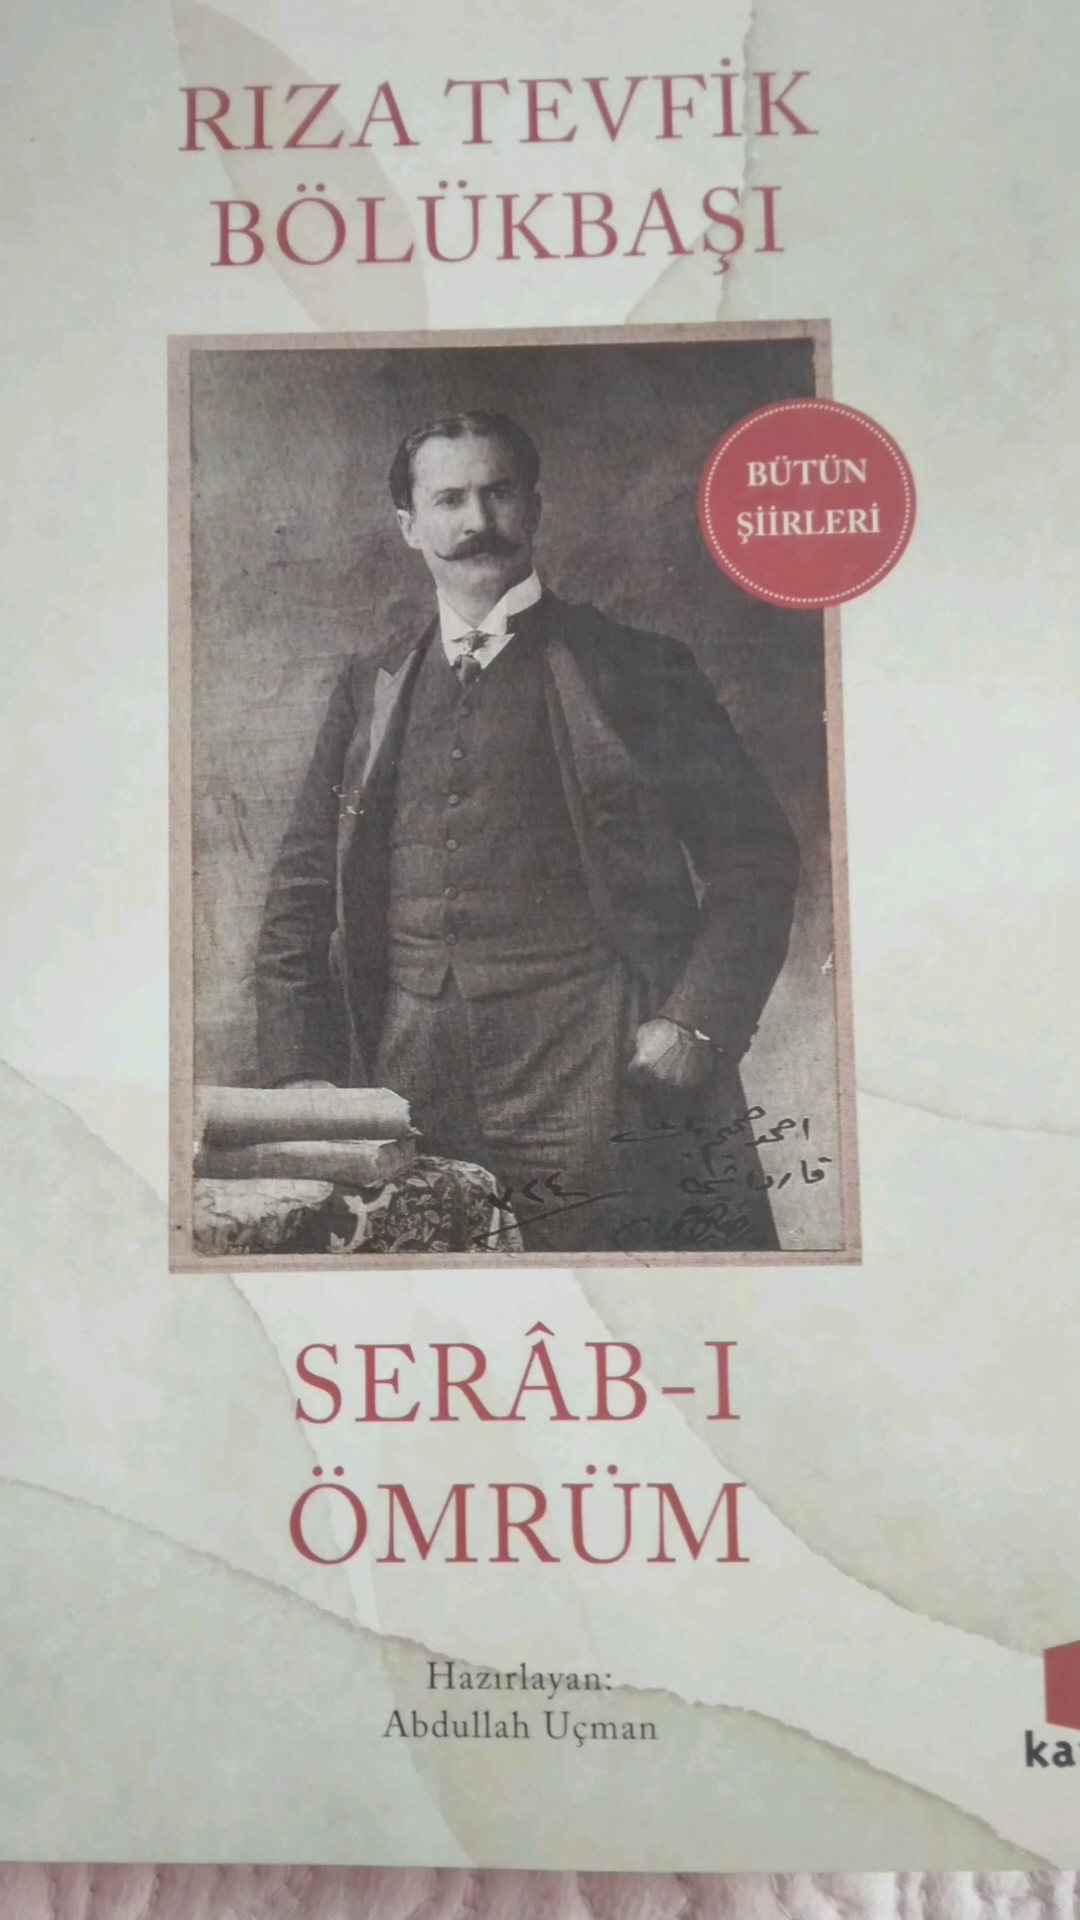 RIZA TEVFİK
BÖLÜKBAŞI
BÜTÜN
ŞİİRLERİ
SERÂB-I
ÖMRÜM
Hazırlayan:
Abdullah Uçman